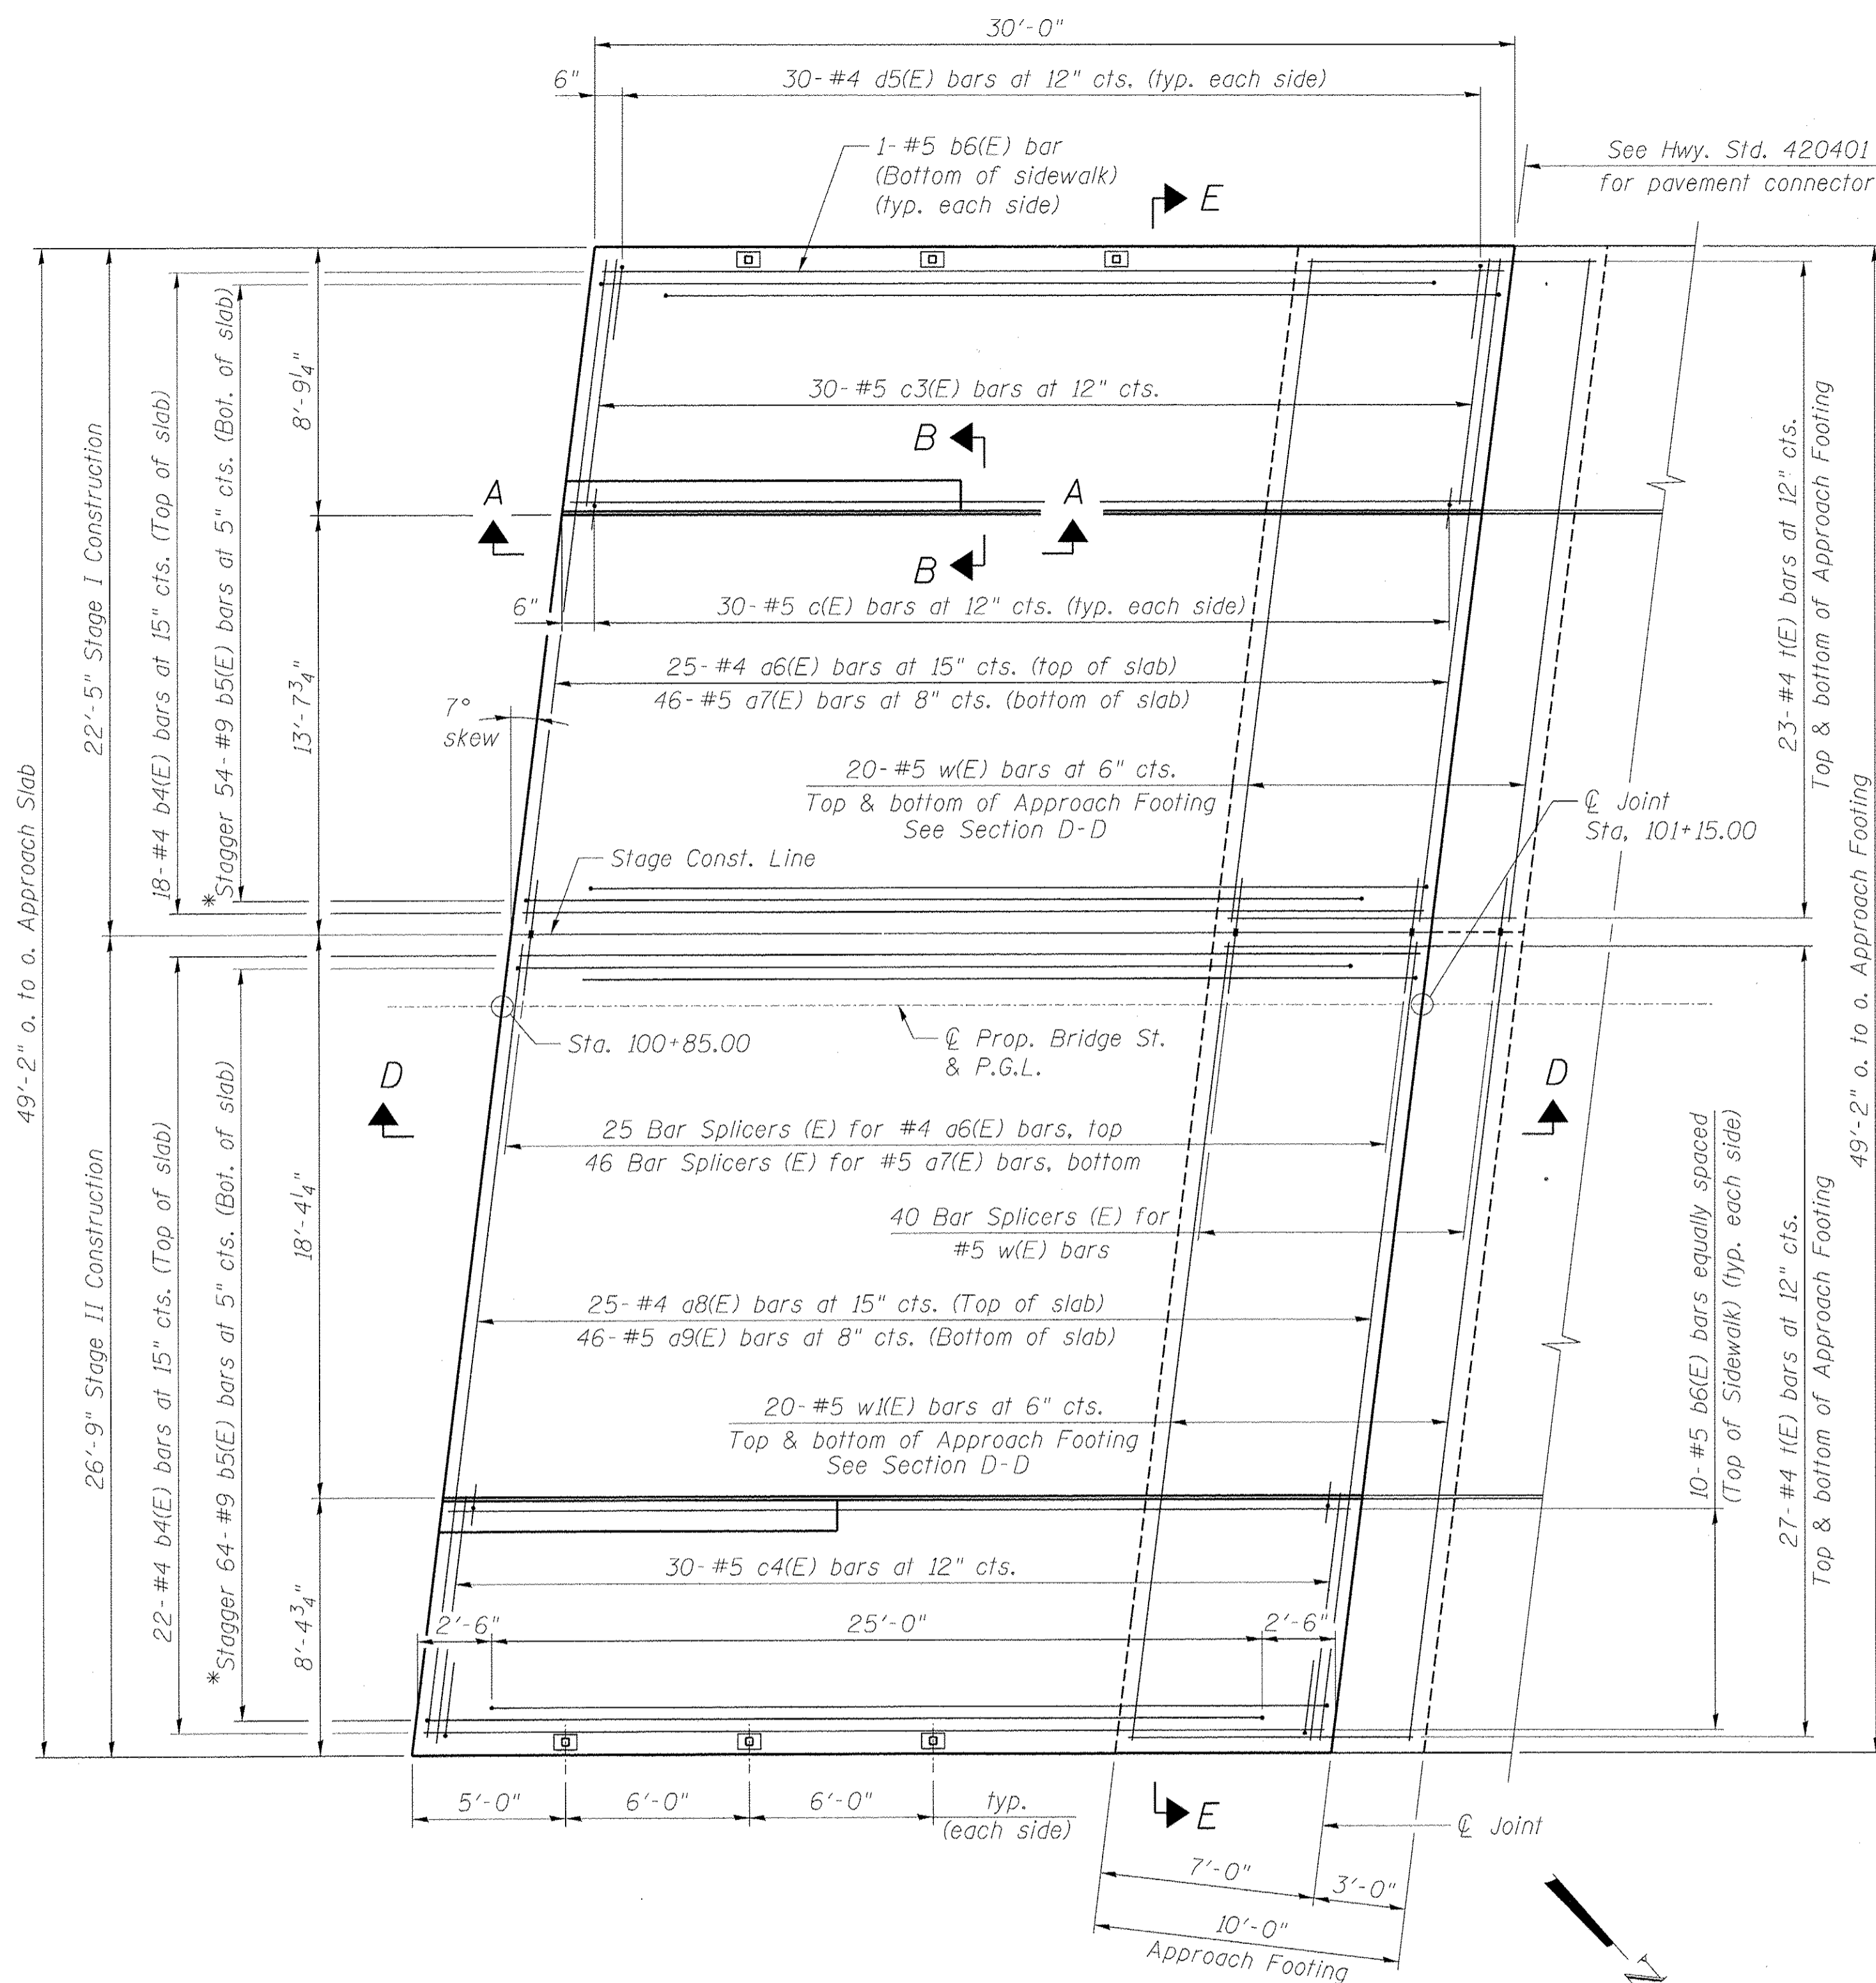 30'-0"
6"
30-#4 d5(E) bars at 12" cts. (typ. each side)
1-#5 b6(E) bar
(Bottom of sidewalk)
(typ. each side)
E
See Hwy. Std. 420401
for pavement connector
49'-2" o. to o. Approach Slab
22'-5" Stage I Construction
18-#4 b4(E) bars at 15" cts. (Top of slab)
*Stagger 54-#9 b5(E) bars at 5" cts. (Bot. of slab)
8'-9 1/4"
30-#5 c3(E) bars at 12" cts.
B
A
A
B
6"
30-#5 c(E) bars at 12" cts. (typ. each side)
13'-7 3/4"
25-#4 a6(E) bars at 15" cts. (top of slab)
46-#5 a7(E) bars at 8" cts. (bottom of slab)
7°
skew
20-#5 w(E) bars at 6" cts.
Top & bottom of Approach Footing
See Section D-D
23-#4 t(E) bars at 12" cts.
Top & bottom of Approach Footing
℄ Joint
Sta. 101+15.00
Stage Const. Line
Sta. 100+85.00
℄ Prop. Bridge St.
& P.G.L.
D
D
49'-2" o. to o. Approach Footing
26'-9" Stage II Construction
22-#4 b4(E) bars at 15" cts. (Top of slab)
*Stagger 64-#9 b5(E) bars at 5" cts. (Bot. of slab)
18'-4 1/4"
25 Bar Splicers (E) for #4 a6(E) bars, top
46 Bar Splicers (E) for #5 a7(E) bars, bottom
40 Bar Splicers (E) for
#5 w(E) bars
25-#4 a8(E) bars at 15" cts. (Top of slab)
46-#5 a9(E) bars at 8" cts. (Bottom of slab)
20-#5 w1(E) bars at 6" cts.
Top & bottom of Approach Footing
See Section D-D
10-#5 b6(E) bars equally spaced
(Top of Sidewalk) (typ. each side)
27-#4 t(E) bars at 12" cts.
Top & bottom of Approach Footing
8'-4 3/4"
30-#5 c4(E) bars at 12" cts.
2'-6"
25'-0"
2'-6"
5'-0"
6'-0"
6'-0"
typ.
(each side)
E
℄ Joint
7'-0"
3'-0"
10'-0"
Approach Footing